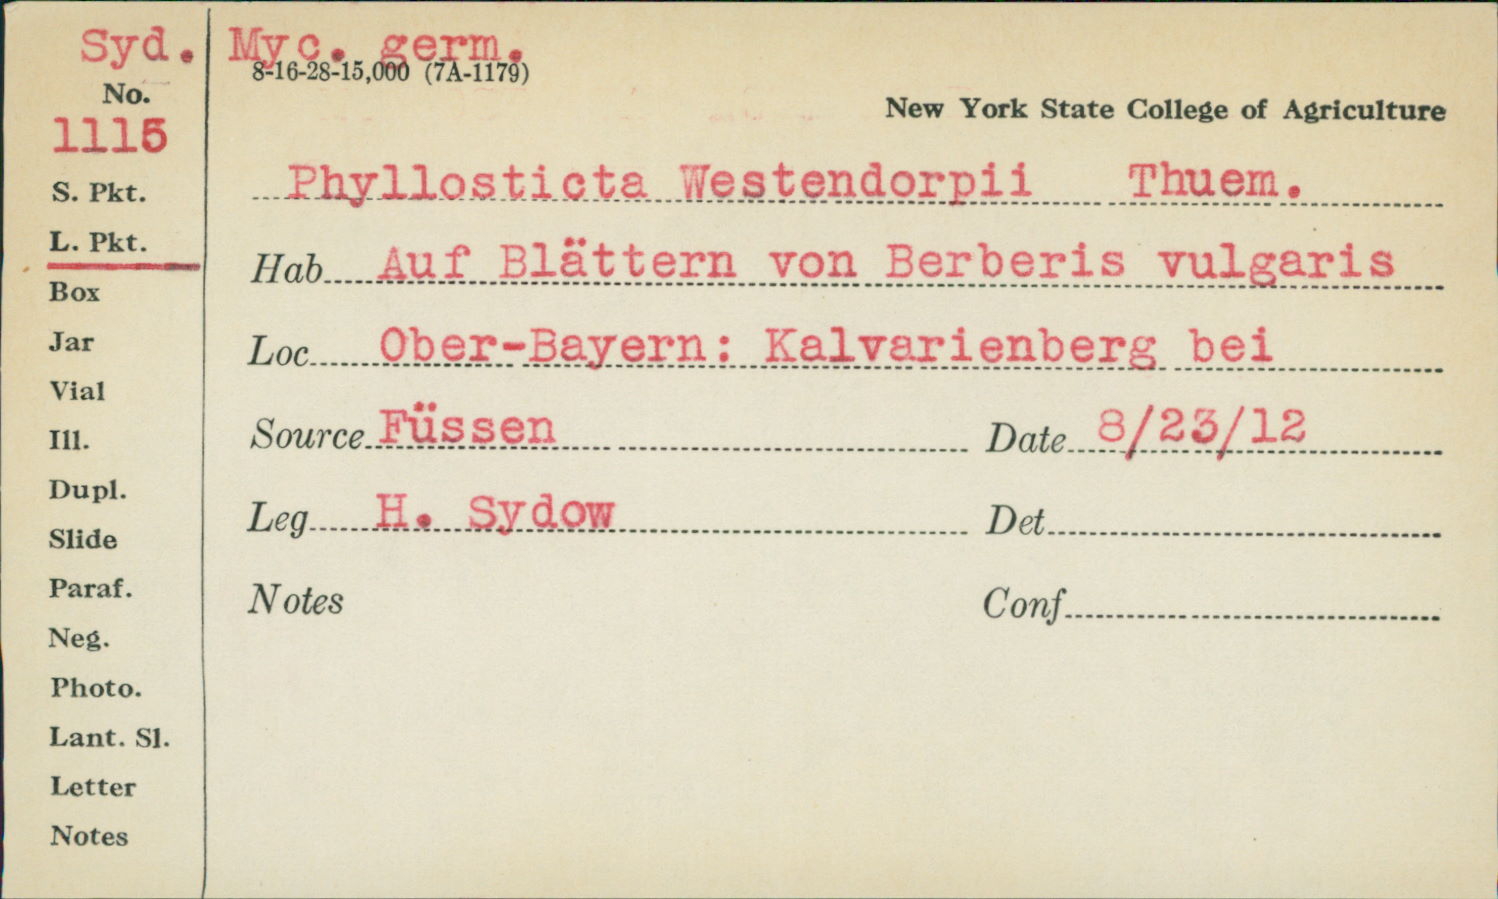 Syd. Myc. germ.
8-16-28-15,000 (7A-1179)
No.
1115
New York State College of Agriculture
S. Pkt.
Phyllosticta Westendorpii Thuem.
L. Pkt.
Hab Auf Blättern von Berberis vulgaris
Box
Jar
Loc Ober-Bayern: Kalvarienberg bei
Vial
Ill.
Source Füssen Date 8/23/12
Dupl.
Leg H. Sydow Det
Slide
Paraf.
Notes Conf
Neg.
Photo.
Lant. Sl.
Letter
Notes